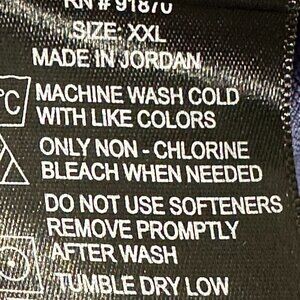 RN # 91870
SIZE: XXL
MADE IN JORDAN
°C
MACHINE WASH COLD
WITH LIKE COLORS
ONLY NON - CHLORINE
BLEACH WHEN NEEDED
DO NOT USE SOFTENERS
REMOVE PROMPTLY
AFTER WASH
TUMBLE DRY LOW